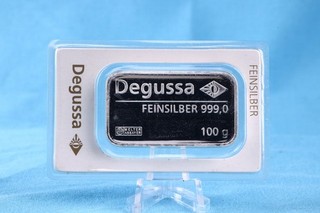 Degussa
FEINSILBER
Degussa
FEINSILBER 999,0
100 g